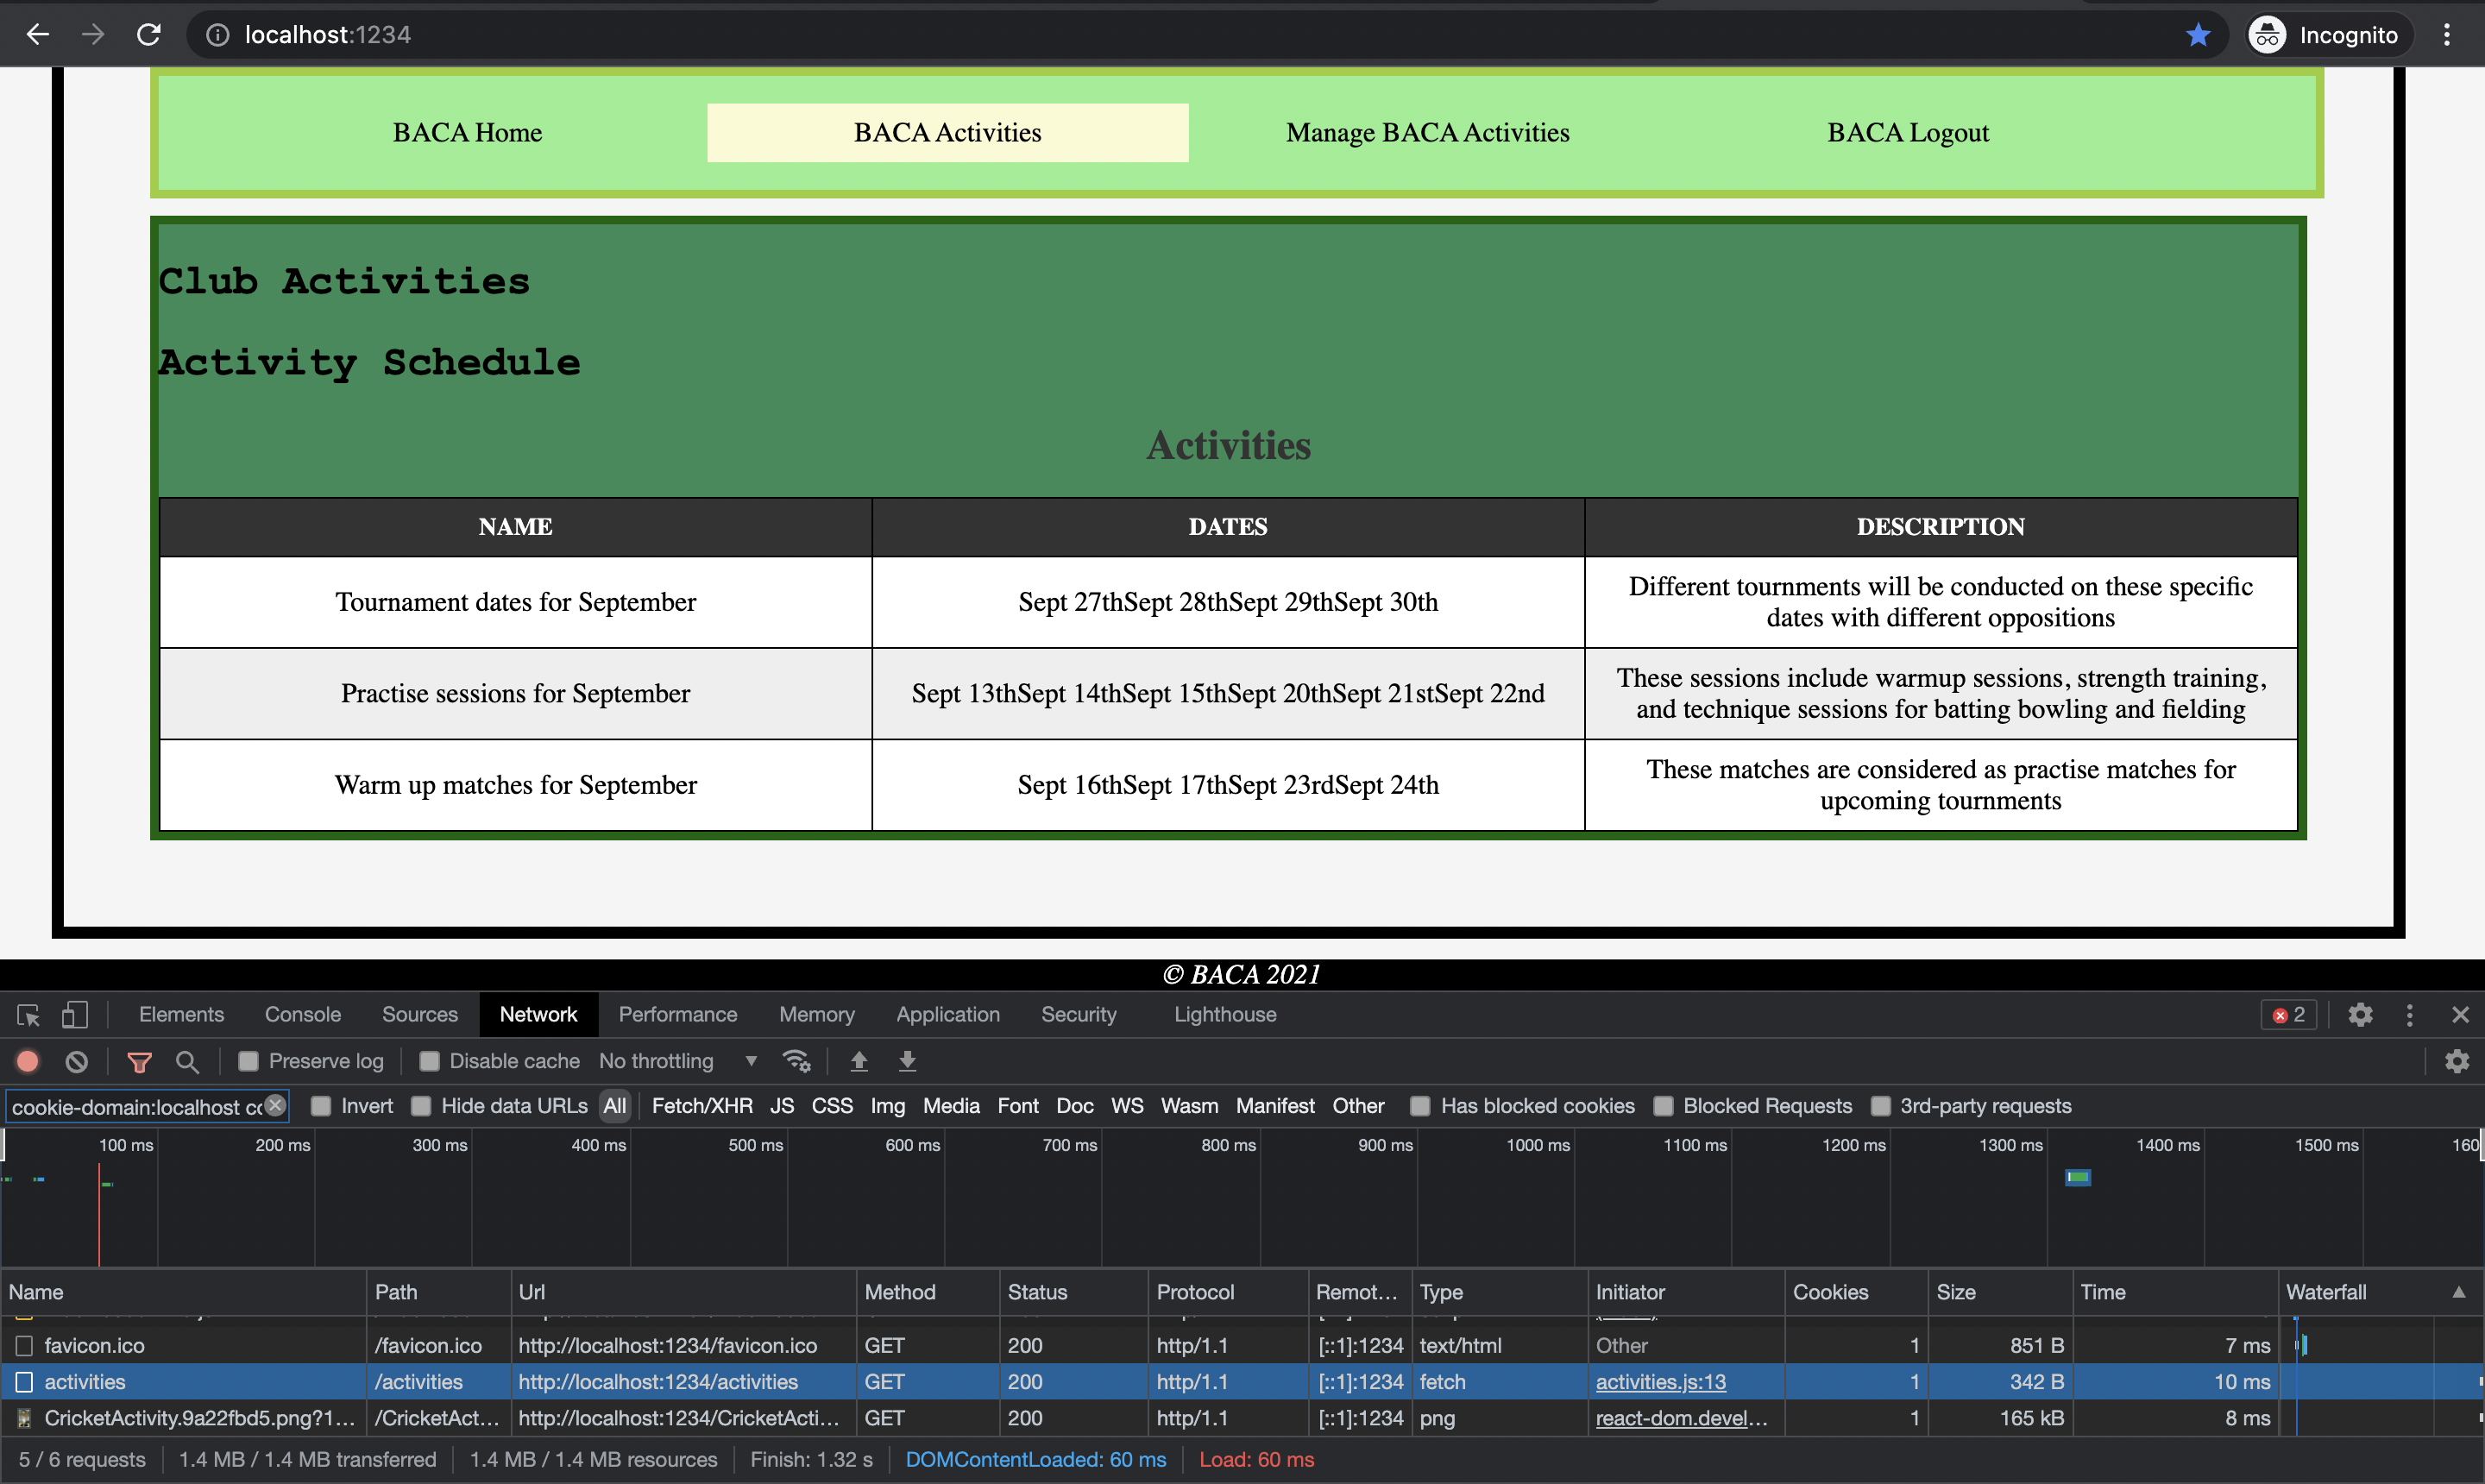 localhost:1234
Incognito
BACA Home BACA Activities Manage BACA Activities BACA Logout
Club Activities
Activity Schedule
Activities
NAME DATES DESCRIPTION
Tournament dates for September Sept 27thSept 28thSept 29thSept 30th Different tournments will be conducted on these specific
dates with different oppositions
Practise sessions for September Sept 13thSept 14thSept 15thSept 20thSept 21stSept 22nd These sessions include warmup sessions, strength training,
and technique sessions for batting bowling and fielding
Warm up matches for September Sept 16thSept 17thSept 23rdSept 24th These matches are considered as practise matches for
upcoming tournments
© BACA 2021
Elements Console Sources Network Performance Memory Application Security Lighthouse 2
Preserve log Disable cache No throttling
cookie-domain:localhost Invert Hide data URLs All Fetch/XHR JS CSS Img Media Font Doc WS Wasm Manifest Other Has blocked cookies Blocked Requests 3rd-party requests
100 ms 200 ms 300 ms 400 ms 500 ms 600 ms 700 ms 800 ms 900 ms 1000 ms 1100 ms 1200 ms 1300 ms 1400 ms 1500 ms 160
Name Path Url Method Status Protocol Remot... Type Initiator Cookies Size Time Waterfall
favicon.ico /favicon.ico http://localhost:1234/favicon.ico GET 200 http/1.1 [::1]:1234 text/html Other 1 851 B 7 ms
activities /activities http://localhost:1234/activities GET 200 http/1.1 [::1]:1234 fetch activities.js:13 1 342 B 10 ms
CricketActivity.9a22fbd5.png?1... /CricketAct... http://localhost:1234/CricketActi... GET 200 http/1.1 [::1]:1234 png react-dom.devel... 1 165 kB 8 ms
5 / 6 requests 1.4 MB / 1.4 MB transferred 1.4 MB / 1.4 MB resources Finish: 1.32 s DOMContentLoaded: 60 ms Load: 60 ms